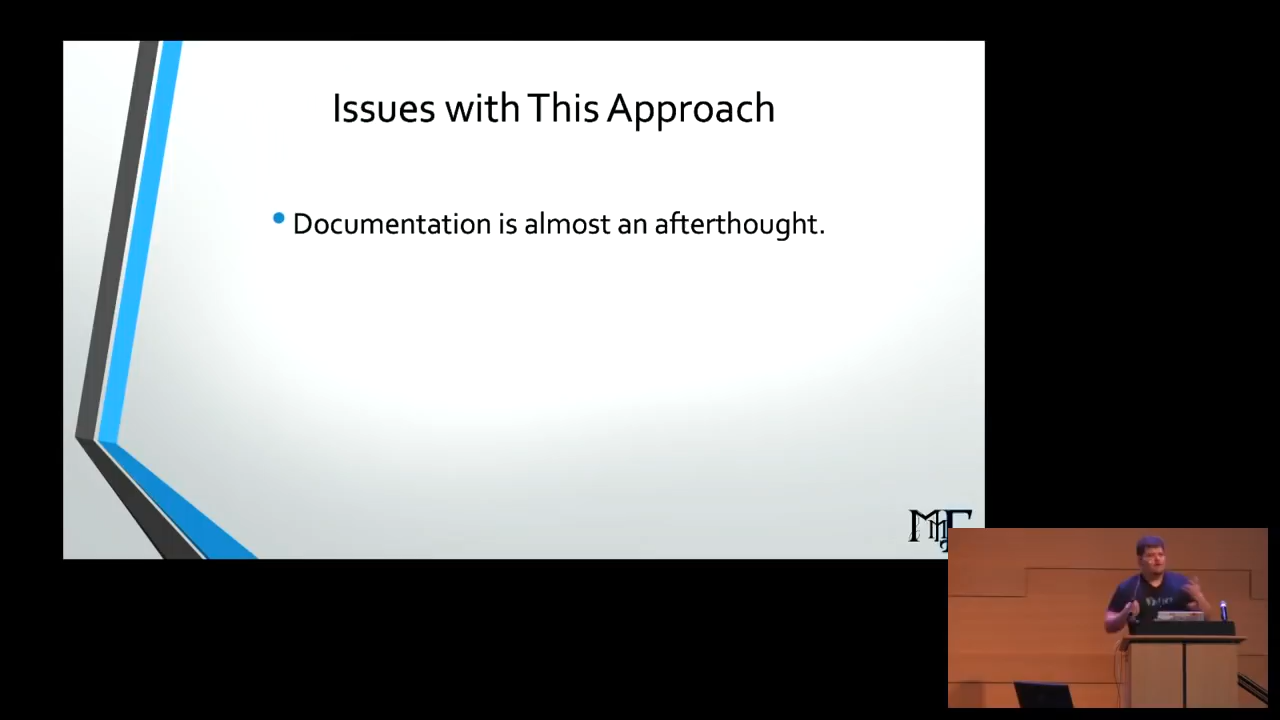 Issues with This Approach
Documentation is almost an afterthought.